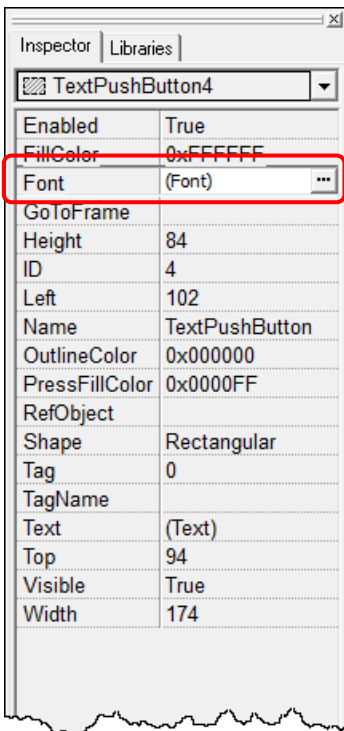 Inspector Libraries
TextPushButton4
Enabled True
FillColor 0xFFFFFF
Font (Font) ...
GoToFrame
Height 84
ID 4
Left 102
Name TextPushButton
OutlineColor 0x000000
PressFillColor 0x0000FF
RefObject
Shape Rectangular
Tag 0
TagName
Text (Text)
Top 94
Visible True
Width 174